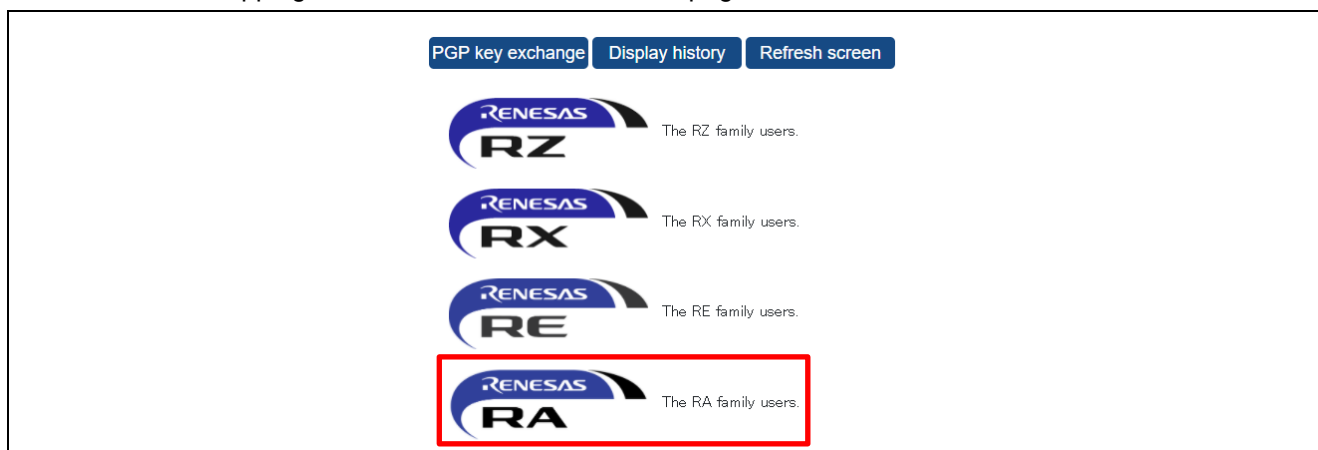 PGP key exchange Display history Refresh screen
RENESAS
RZ
The RZ family users.
RENESAS
RX
The RX family users.
RENESAS
RE
The RE family users.
RENESAS
RA
The RA family users.